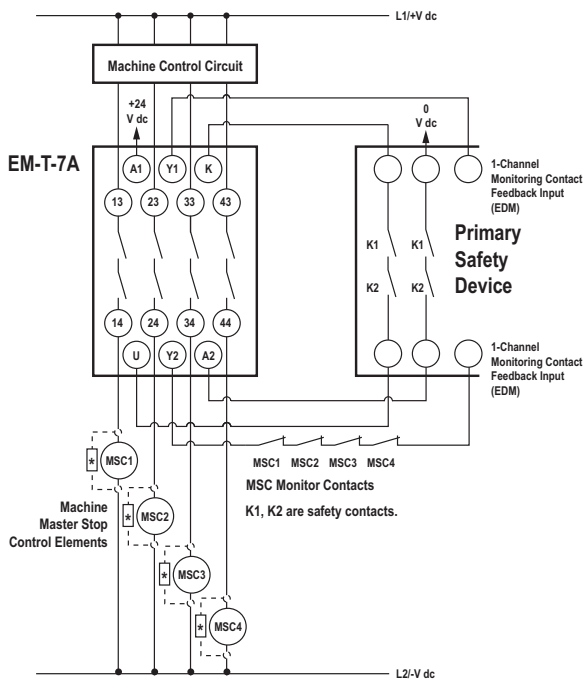 L1/+V dc
Machine Control Circuit
+24
V dc
0
V dc
EM-T-7A
A1
Y1
K
1-Channel
Monitoring Contact
Feedback Input
(EDM)
13
23
33
43
Primary
Safety
Device
K1
K1
K2
K2
14
24
34
44
U
Y2
A2
1-Channel
Monitoring Contact
Feedback Input
(EDM)
MSC1
MSC2
MSC3
MSC4
MSC Monitor Contacts
K1, K2 are safety contacts.
*
MSC1
Machine
Master Stop
Control Elements
*
MSC2
*
MSC3
*
MSC4
L2/-V dc